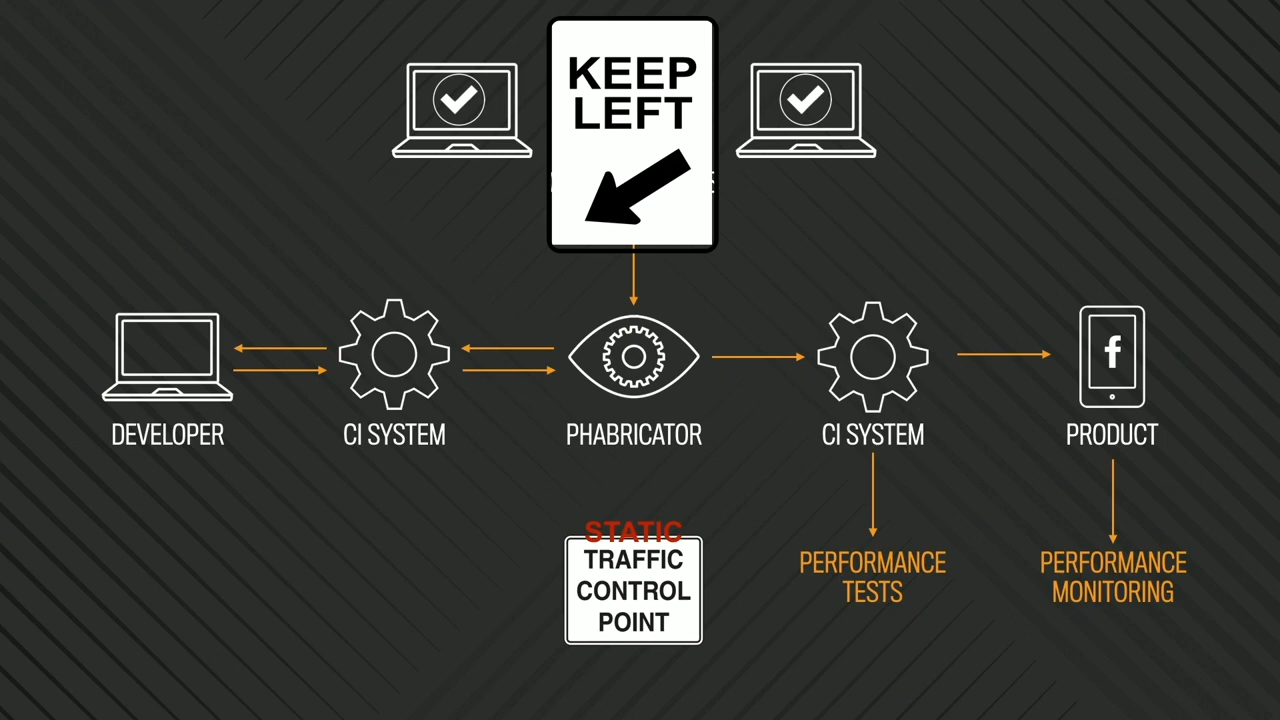 KEEP
LEFT
DEVELOPER
CI SYSTEM
PHABRICATOR
CI SYSTEM
f
PRODUCT
STATIC
TRAFFIC
CONTROL
POINT
PERFORMANCE
TESTS
PERFORMANCE
MONITORING